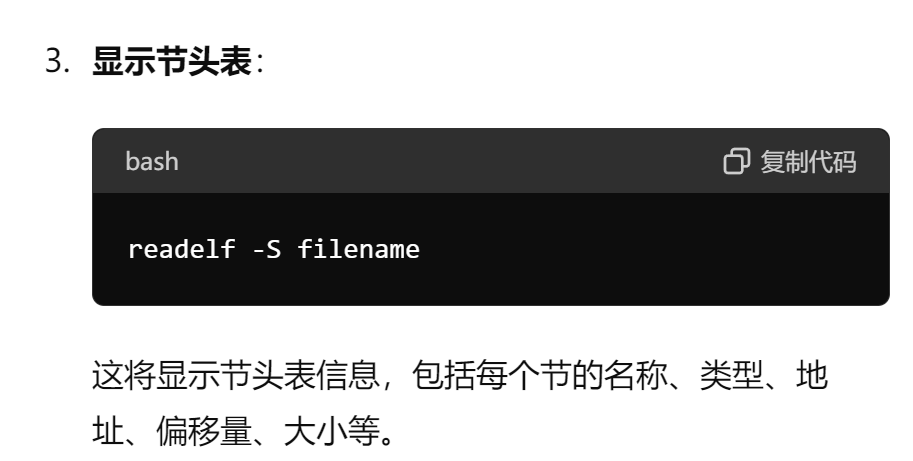 3. 显示节头表：
bash 复制代码
readelf -S filename
这将显示节头表信息，包括每个节的名称、类型、地
址、偏移量、大小等。